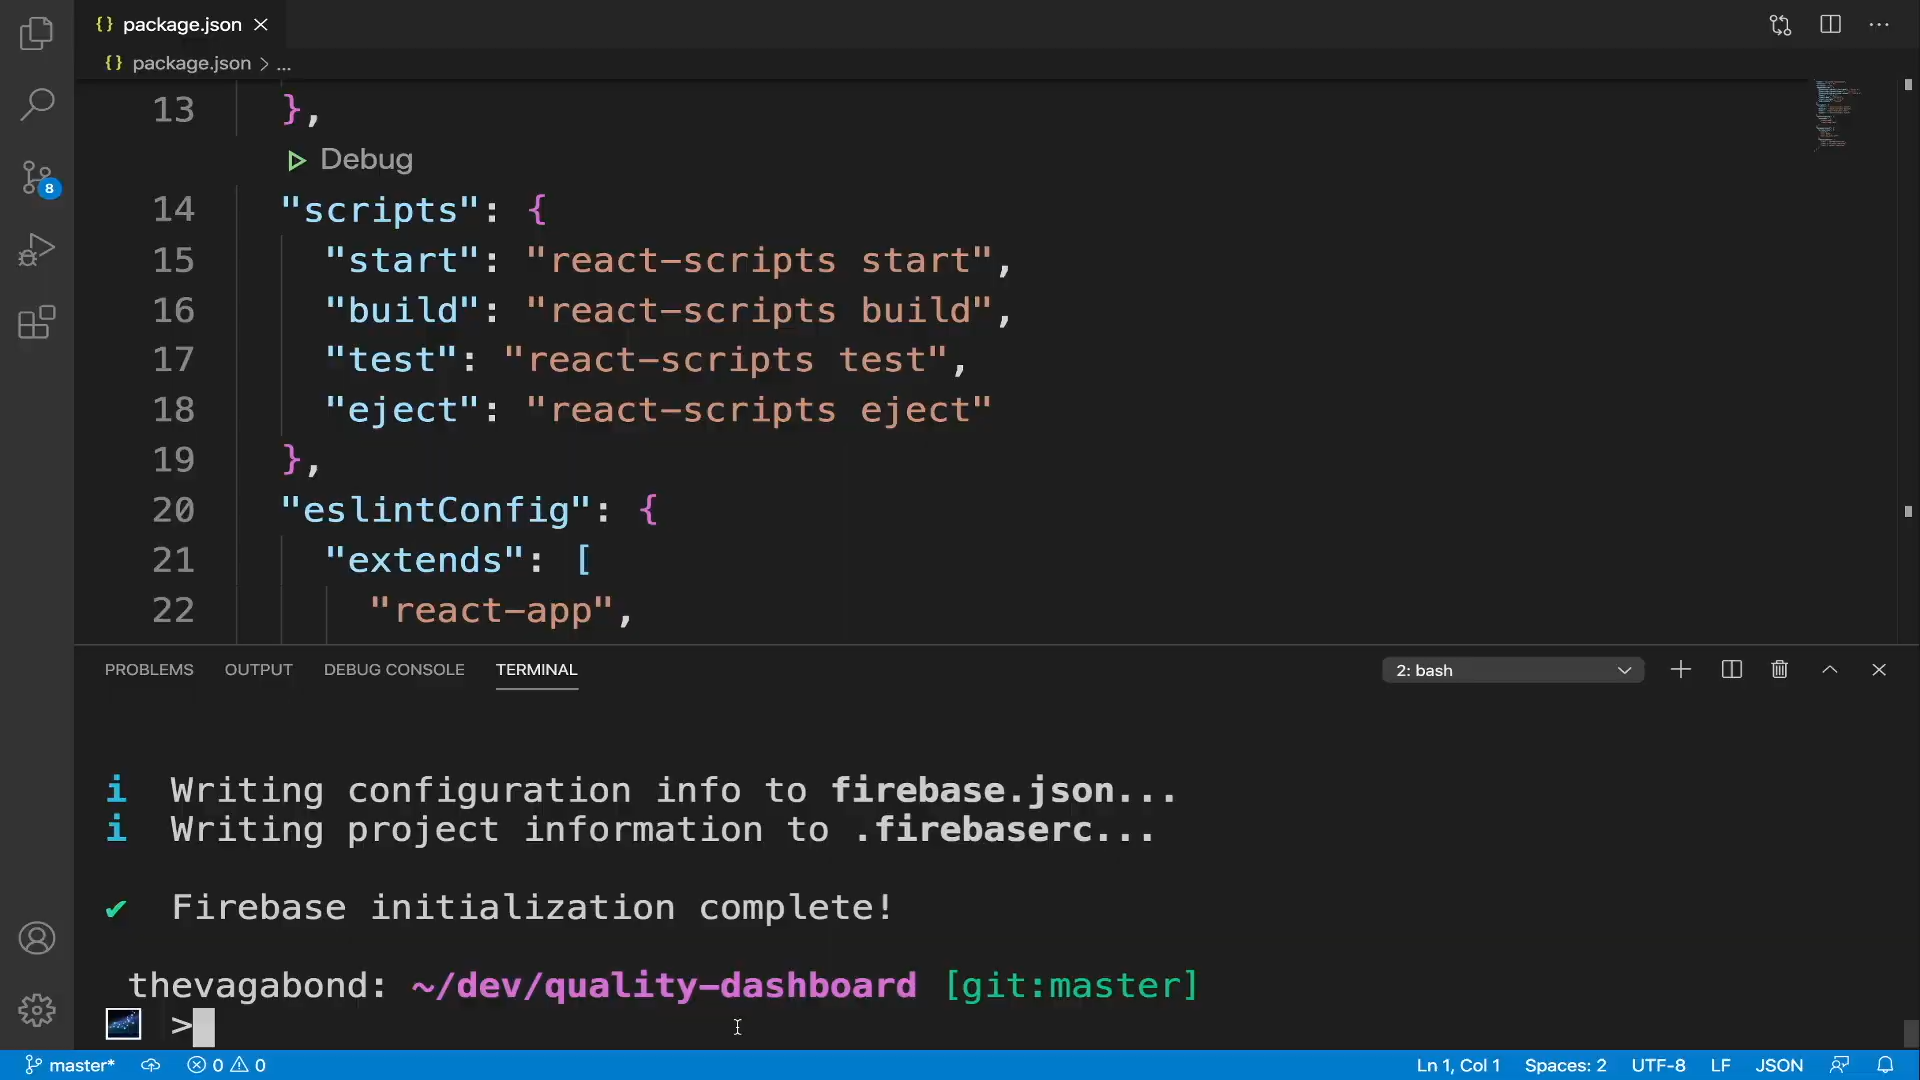 {} package.json
{} package.json > ...
13 },
Debug
14 "scripts": {
15 "start": "react-scripts start",
16 "build": "react-scripts build",
17 "test": "react-scripts test",
18 "eject": "react-scripts eject"
19 },
20 "eslintConfig": {
21 "extends": [
22 "react-app",
8
PROBLEMS OUTPUT DEBUG CONSOLE TERMINAL 2: bash
i Writing configuration info to firebase.json...
i Writing project information to .firebaserc...
✔ Firebase initialization complete!
thevagabond: ~/dev/quality-dashboard [git:master]
>
master* 0 0 Ln 1, Col 1 Spaces: 2 UTF-8 LF JSON